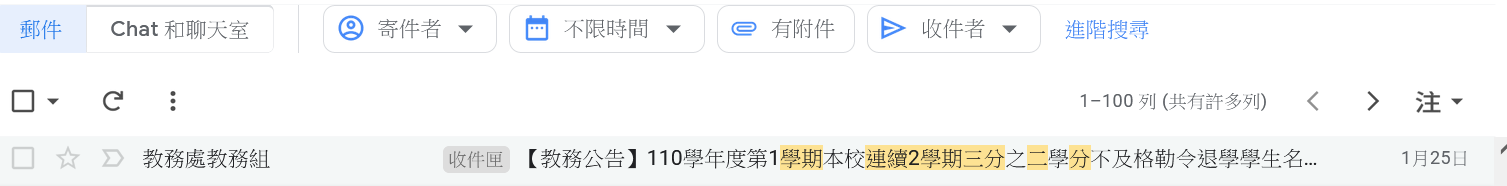 郵件 Chat 和聊天室 寄件者 不限時間 有附件 收件者 進階搜尋
1–100 列 (共有許多列) 注
教務處教務組 收件匣 【教務公告】110學年度第1學期本校連續2學期三分之二學分不及格勒令退學學生名... 1月25日